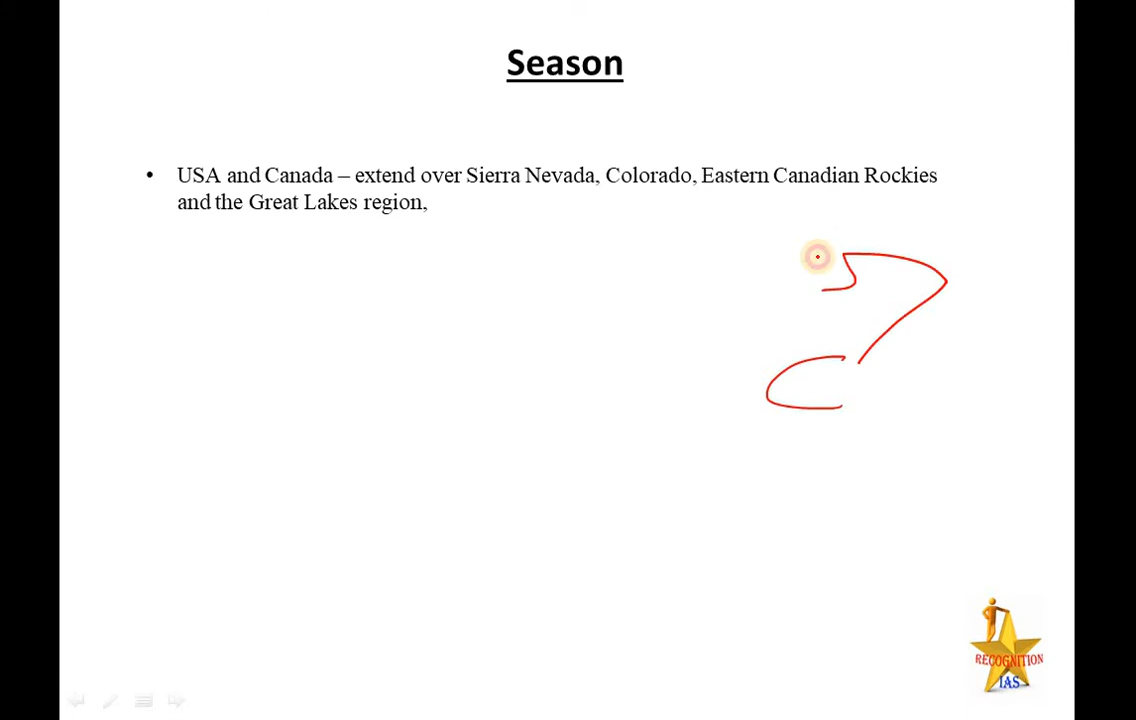 Season
• USA and Canada – extend over Sierra Nevada, Colorado, Eastern Canadian Rockies
and the Great Lakes region,
RECOGNITION
IAS